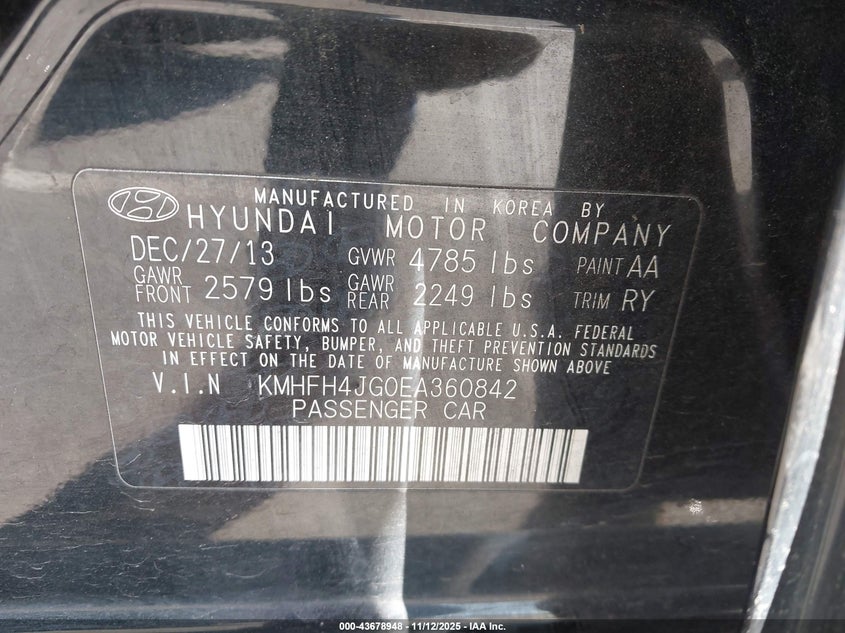 MANUFACTURED IN KOREA BY
HYUNDAI MOTOR COMPANY
DEC/27/13 GVWR 4785 lbs PAINT AA
GAWR FRONT 2579 lbs GAWR REAR 2249 lbs TRIM RY
THIS VEHICLE CONFORMS TO ALL APPLICABLE U.S.A. FEDERAL
MOTOR VEHICLE SAFETY, BUMPER, AND THEFT PREVENTION STANDARDS
IN EFFECT ON THE DATE OF MANUFACTURE SHOWN ABOVE
V.I.N KMHFH4JG0EA360842
PASSENGER CAR
000-43678948 - 11/12/2025 - IAA Inc.